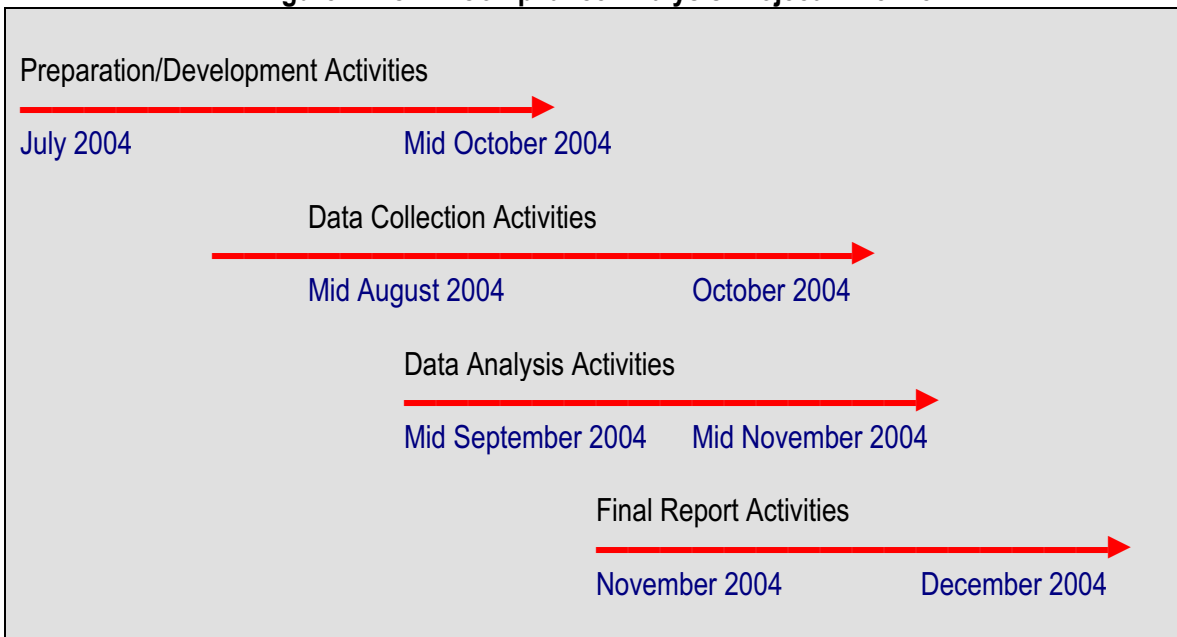 Preparation/Development Activities
July 2004 Mid October 2004
Data Collection Activities
Mid August 2004 October 2004
Data Analysis Activities
Mid September 2004 Mid November 2004
Final Report Activities
November 2004 December 2004